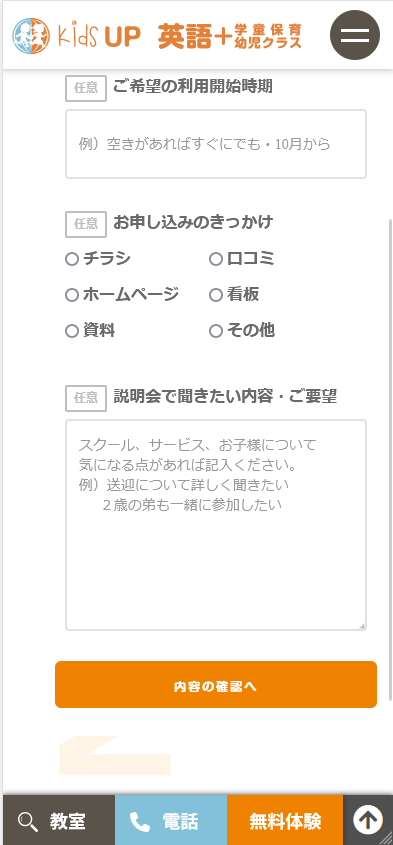 Kids UP 英語+学童保育
幼児クラス
任意 ご希望の利用開始時期
例）空きがあればすぐにでも・10月から
任意 お申し込みのきっかけ
チラシ 口コミ
ホームページ 看板
資料 その他
任意 説明会で聞きたい内容・ご要望
スクール、サービス、お子様について
気になる点があれば記入ください。
例）送迎について詳しく聞きたい
２歳の弟も一緒に参加したい
内容の確認へ
教室 電話 無料体験